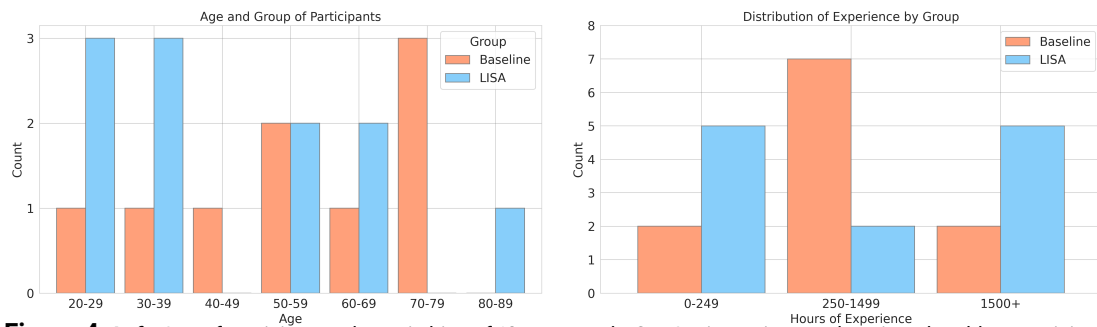 Age and Group of Participants
3
2
1
0
Count
Group
Baseline
LISA
20-29
30-39
40-49
50-59
60-69
70-79
80-89
Age
Distribution of Experience by Group
8
7
6
5
4
3
2
1
0
Count
Baseline
LISA
0-249
250-1499
1500+
Hours of Experience